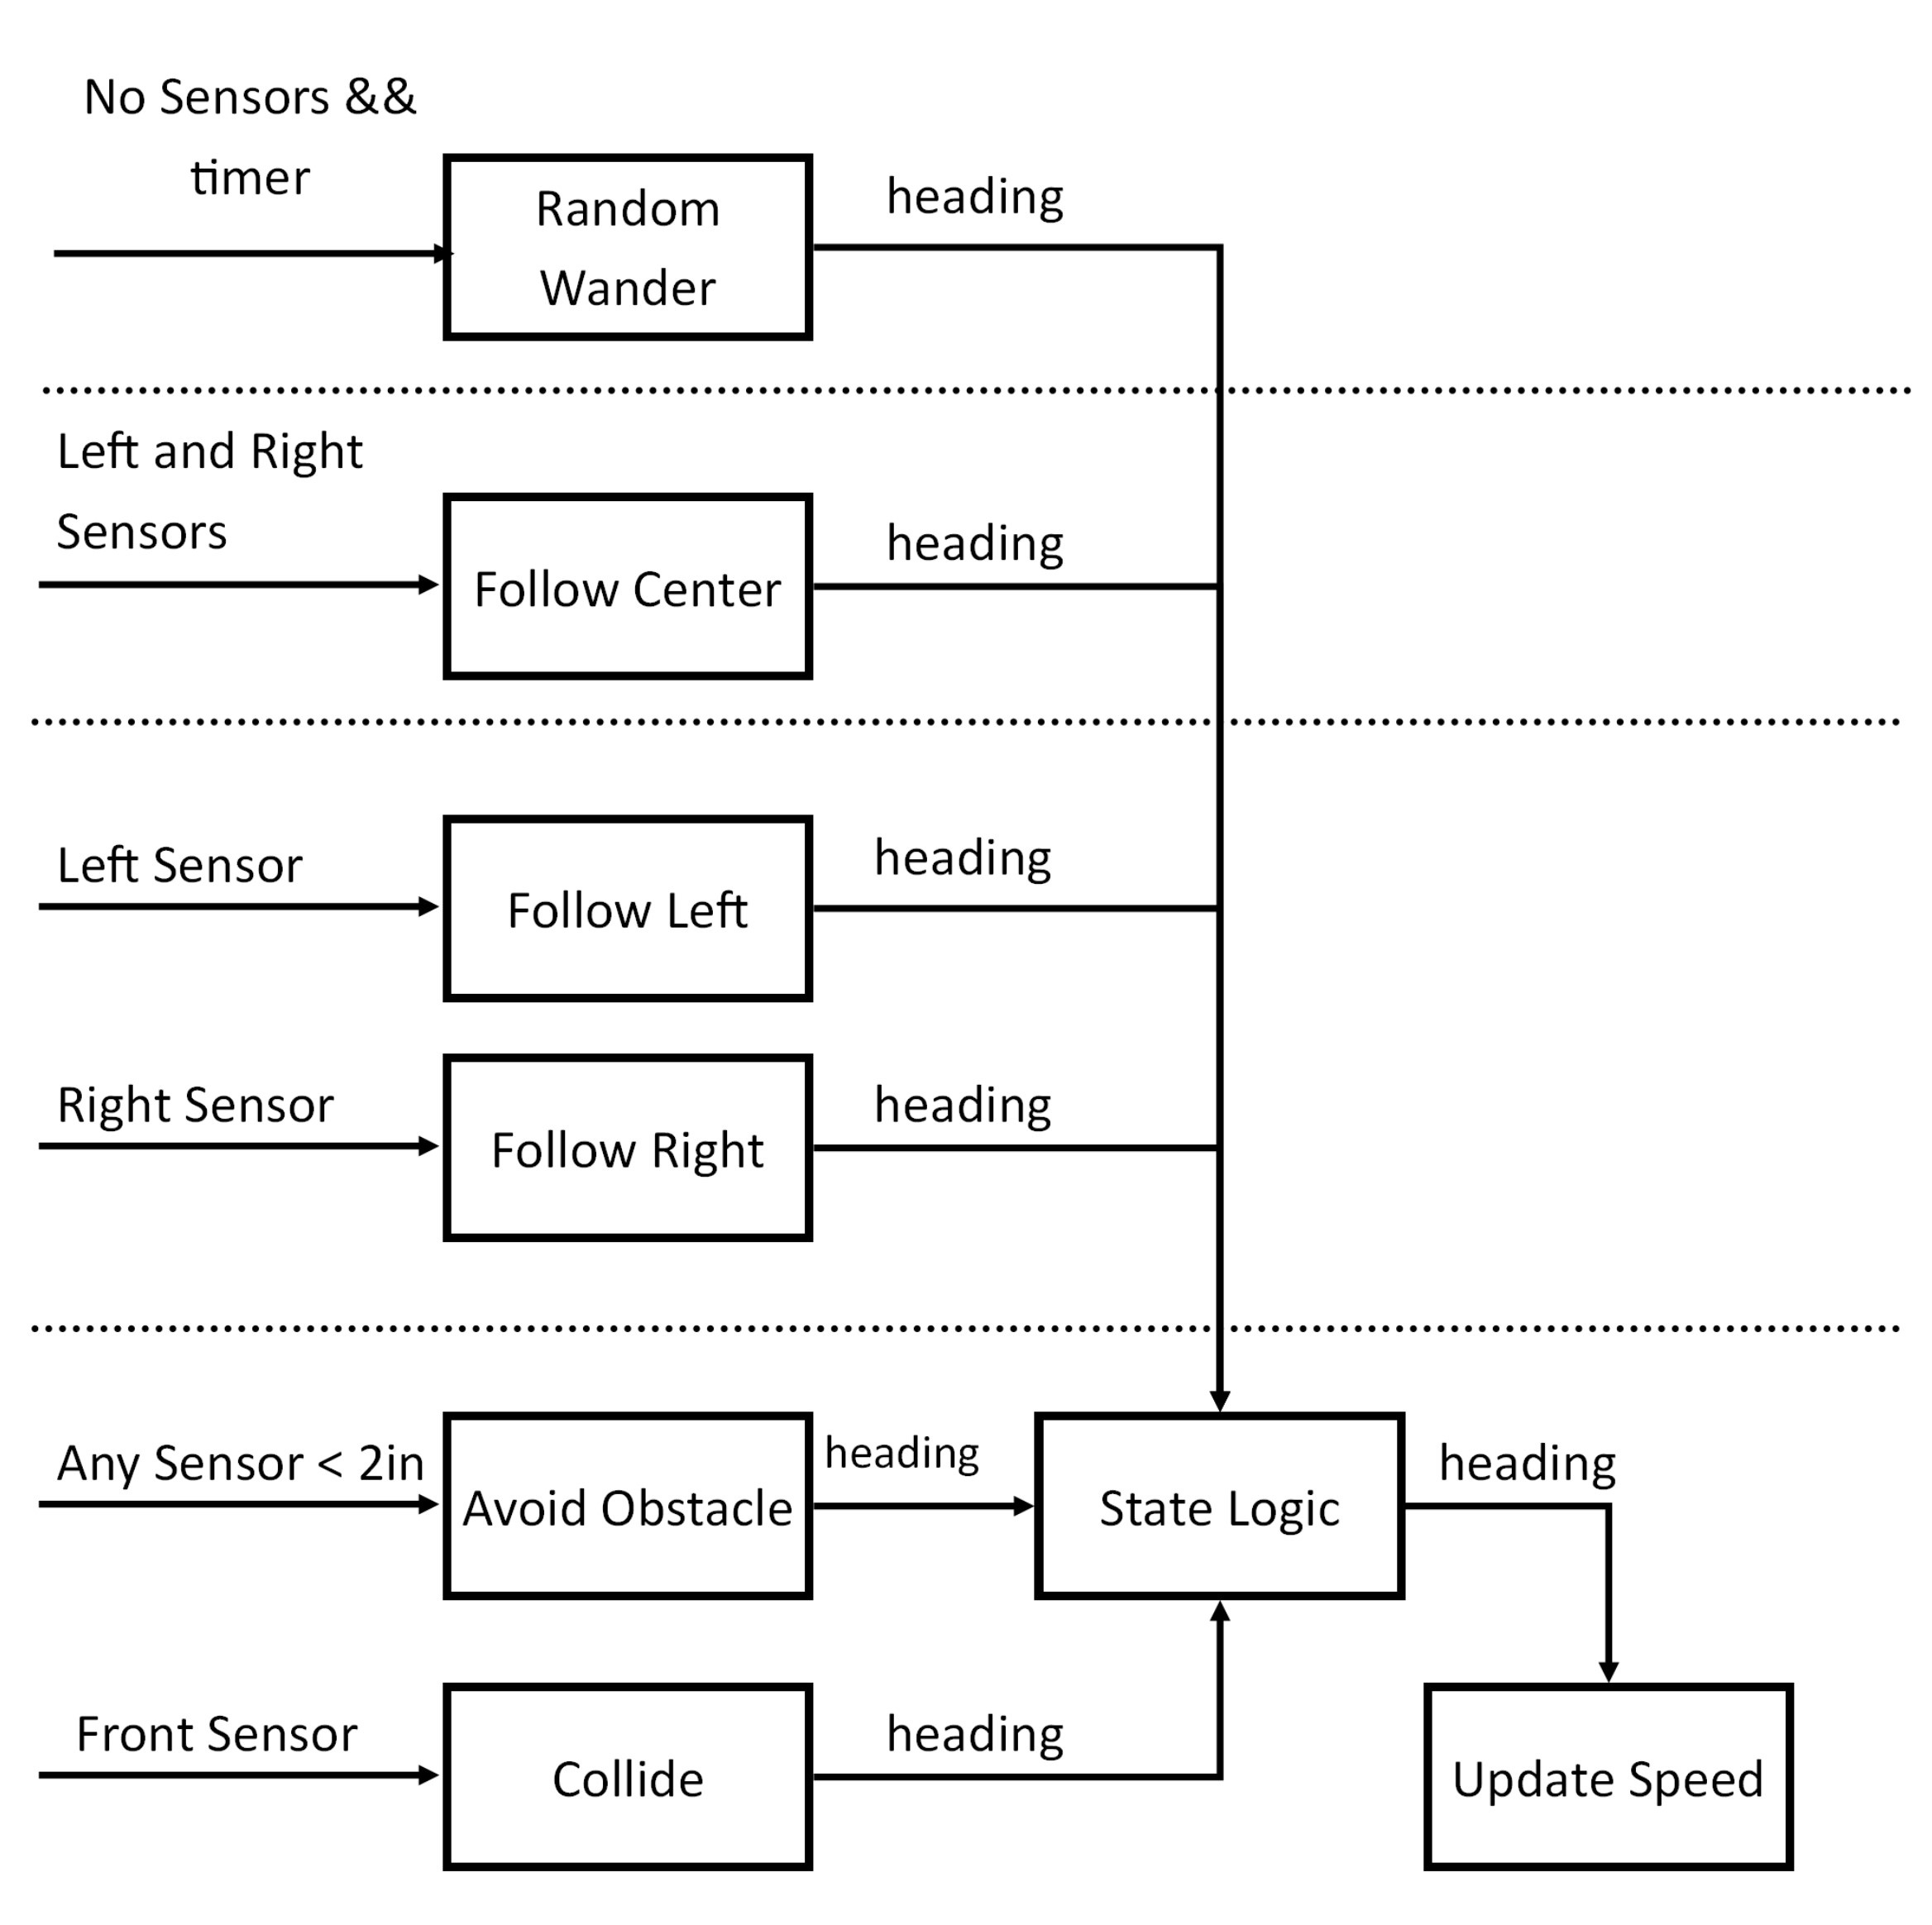 No Sensors &&
timer
Random
Wander
heading
Left and Right
Sensors
Follow Center
heading
Left Sensor
Follow Left
heading
Right Sensor
Follow Right
heading
Any Sensor < 2in
Avoid Obstacle
heading
State Logic
heading
Front Sensor
Collide
heading
Update Speed